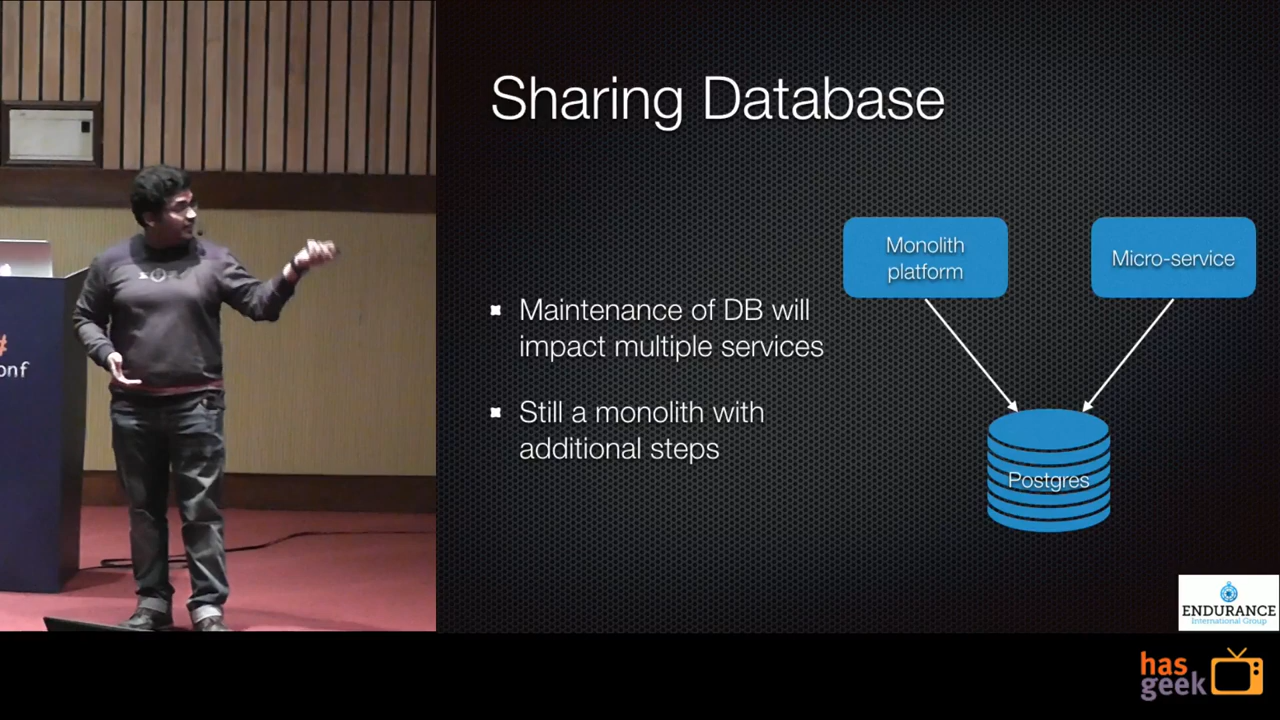 Sharing Database
Maintenance of DB will
impact multiple services
Still a monolith with
additional steps
Monolith
platform
Micro-service
Postgres
#
onf
ENDURANCE
International Group
has
geek